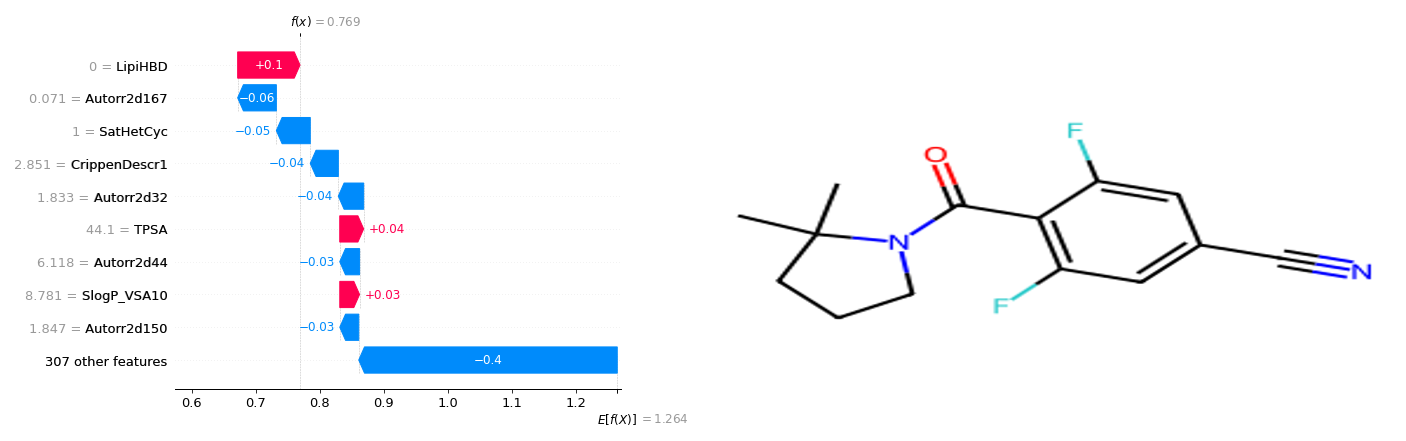 f(x) = 0.769
0 = LipiHBD
+0.1
0.071 = Autorr2d167
−0.06
1 = SatHetCyc
−0.05
2.851 = CrippenDescr1
−0.04
1.833 = Autorr2d32
−0.04
44.1 = TPSA
+0.04
6.118 = Autorr2d44
−0.03
8.781 = SlogP_VSA10
+0.03
1.847 = Autorr2d150
−0.03
307 other features
−0.4
0.6 0.7 0.8 0.9 1.0 1.1 1.2
E[f(X)] = 1.264
F
O
N
N
F